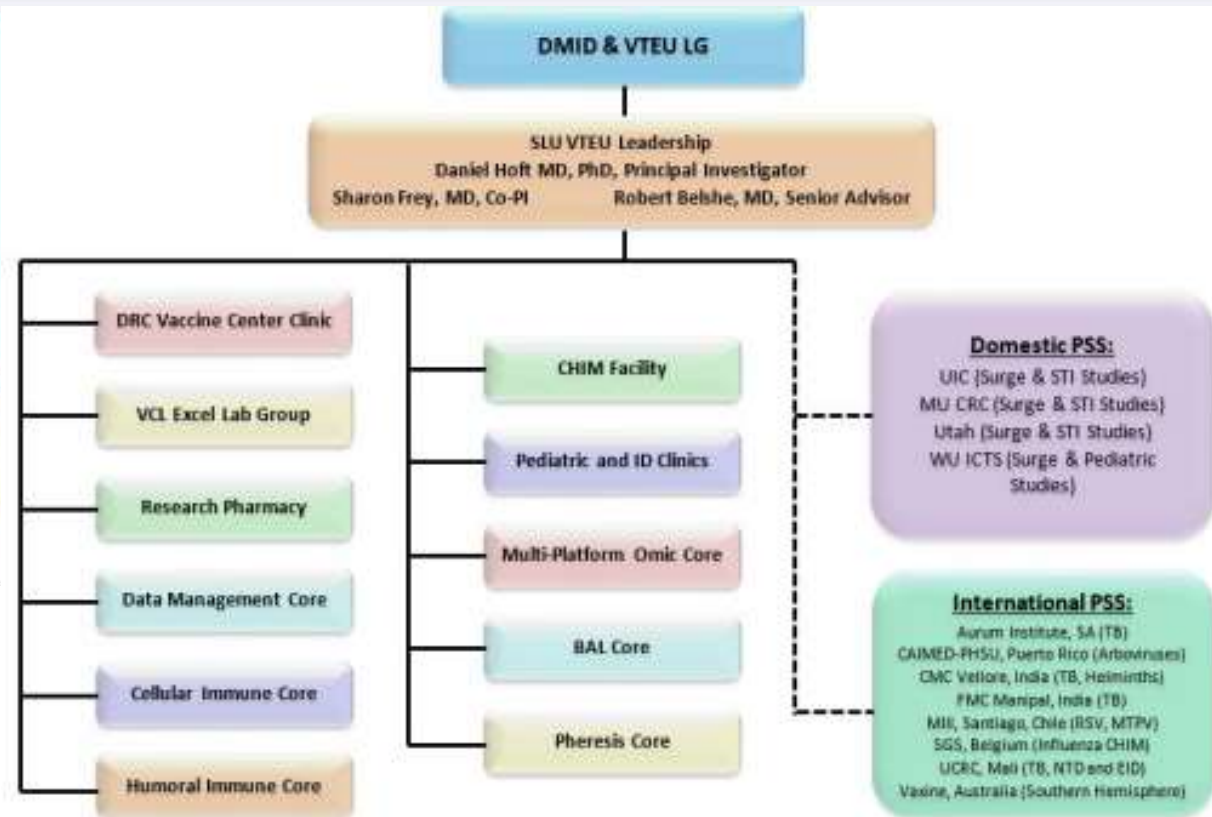 DMID & VTEU LG
SLU VTEU Leadership
Daniel Hoft MD, PhD, Principal Investigator
Sharon Frey, MD, Co-PI Robert Belshe, MD, Senior Advisor
DRC Vaccine Center Clinic
VCL Excel Lab Group
Research Pharmacy
Data Management Core
Cellular Immune Core
Humoral Immune Core
CHIM Facility
Pediatric and ID Clinics
Multi-Platform Omic Core
BAL Core
Pheresis Core
Domestic PSS:
UIC (Surge & STI Studies)
MU CRC (Surge & STI Studies)
Utah (Surge & STI Studies)
WU ICTS (Surge & Pediatric
Studies)
International PSS:
Aurum Institute, SA (TB)
CAIMED-PHSU, Puerto Rico (Arboviruses)
CMC Vellore, India (TB, Helminths)
Manipal, India (TB)
Santiago, Chile (RSV, MTPV)
SGS, Belgium (Influenza CHIM)
UCRC, Mali (TB, NTD and EID)
Vaxine, Australia (Southern Hemisphere)